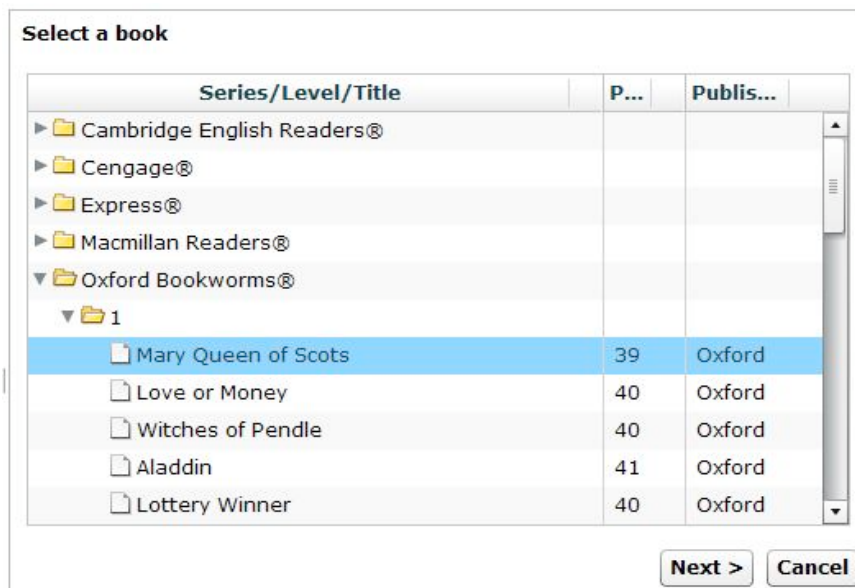 Select a book
Series/Level/Title P... Publis...
Cambridge English Readers®
Cengage®
Express®
Macmillan Readers®
Oxford Bookworms®
1
Mary Queen of Scots 39 Oxford
Love or Money 40 Oxford
Witches of Pendle 40 Oxford
Aladdin 41 Oxford
Lottery Winner 40 Oxford
Next > Cancel